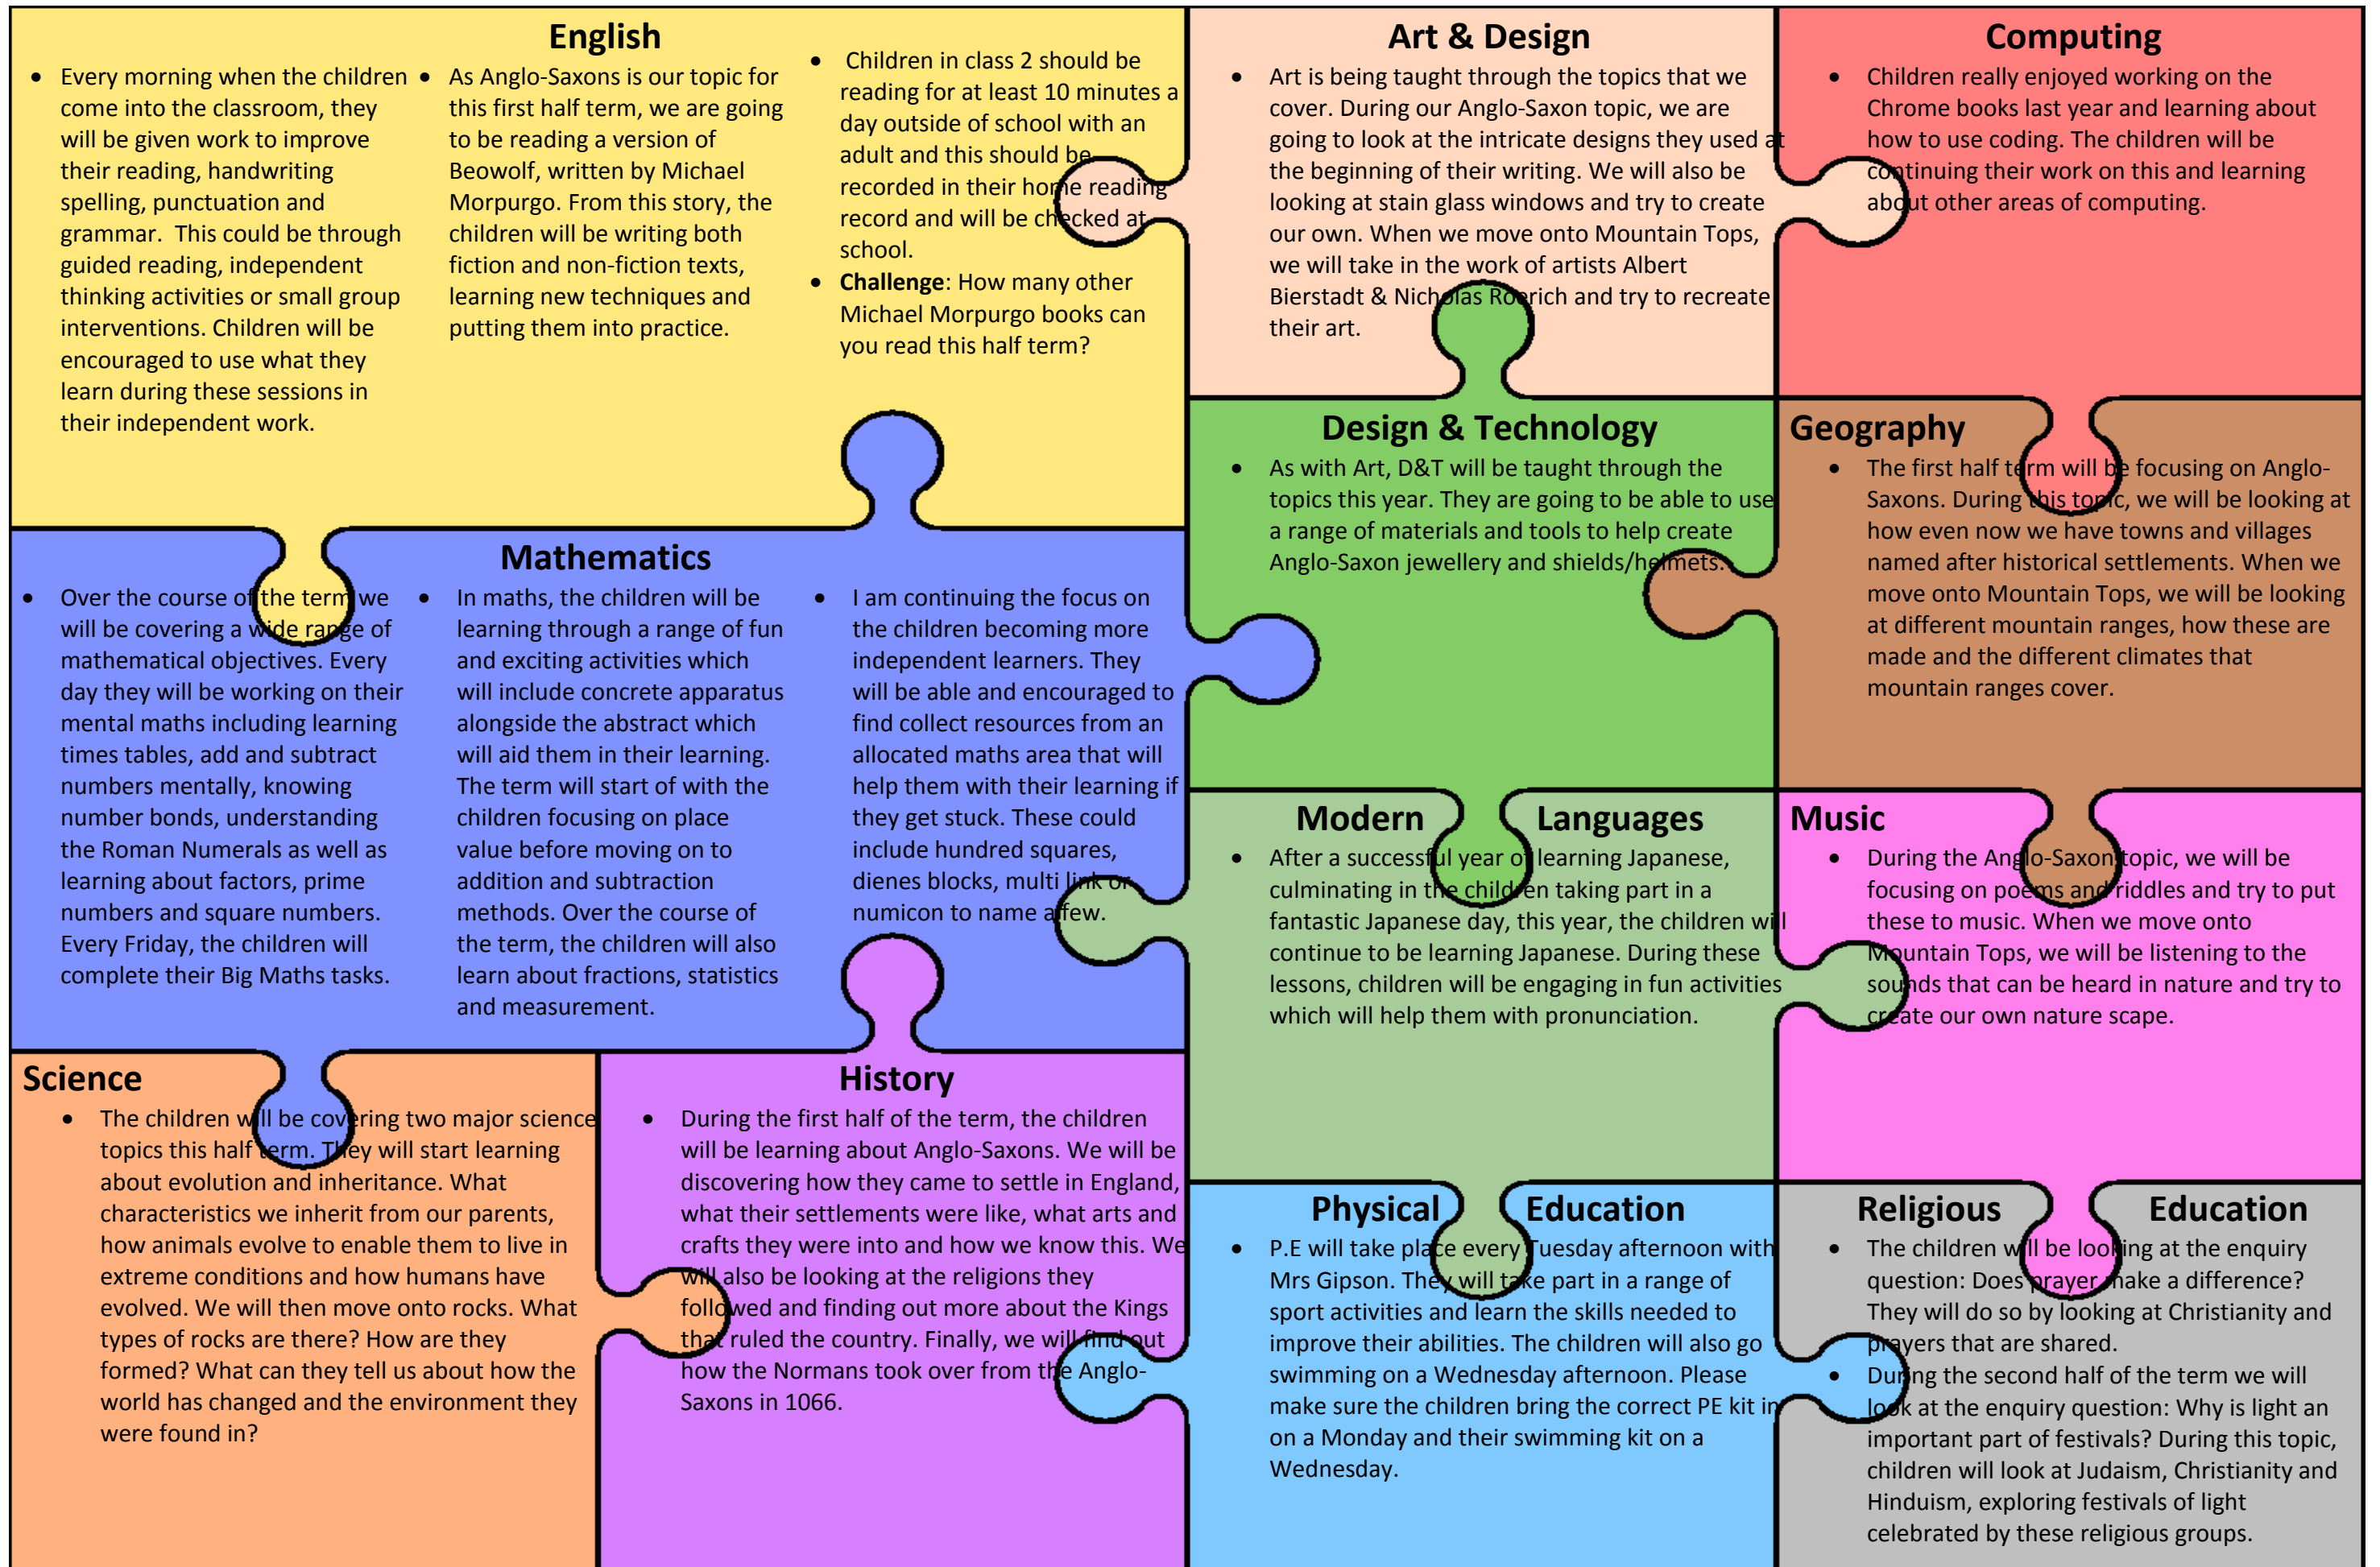 English
• Every morning when the children
come into the classroom, they
will be given work to improve
their reading, handwriting
spelling, punctuation and
grammar.  This could be through
guided reading, independent
thinking activities or small group
interventions. Children will be
encouraged to use what they
learn during these sessions in
their independent work.
• As Anglo-Saxons is our topic for
this first half term, we are going
to be reading a version of
Beowolf, written by Michael
Morpurgo. From this story, the
children will be writing both
fiction and non-fiction texts,
learning new techniques and
putting them into practice.
• Children in class 2 should be
reading for at least 10 minutes a
day outside of school with an
adult and this should be
recorded in their home reading
record and will be checked at
school.
• Challenge: How many other
Michael Morpurgo books can
you read this half term?
Art & Design
• Art is being taught through the topics that we
cover. During our Anglo-Saxon topic, we are
going to look at the intricate designs they used at
the beginning of their writing. We will also be
looking at stain glass windows and try to create
our own. When we move onto Mountain Tops,
we will take in the work of artists Albert
Bierstadt & Nicholas Roerich and try to recreate
their art.
Computing
• Children really enjoyed working on the
Chrome books last year and learning about
how to use coding. The children will be
continuing their work on this and learning
about other areas of computing.
Design & Technology
• As with Art, D&T will be taught through the
topics this year. They are going to be able to use
a range of materials and tools to help create
Anglo-Saxon jewellery and shields/helmets.
Geography
• The first half term will be focusing on Anglo-
Saxons. During this topic, we will be looking at
how even now we have towns and villages
named after historical settlements. When we
move onto Mountain Tops, we will be looking
at different mountain ranges, how these are
made and the different climates that
mountain ranges cover.
Mathematics
• Over the course of the term we
will be covering a wide range of
mathematical objectives. Every
day they will be working on their
mental maths including learning
times tables, add and subtract
numbers mentally, knowing
number bonds, understanding
the Roman Numerals as well as
learning about factors, prime
numbers and square numbers.
Every Friday, the children will
complete their Big Maths tasks.
• In maths, the children will be
learning through a range of fun
and exciting activities which
will include concrete apparatus
alongside the abstract which
will aid them in their learning.
The term will start of with the
children focusing on place
value before moving on to
addition and subtraction
methods. Over the course of
the term, the children will also
learn about fractions, statistics
and measurement.
• I am continuing the focus on
the children becoming more
independent learners. They
will be able and encouraged to
find collect resources from an
allocated maths area that will
help them with their learning if
they get stuck. These could
include hundred squares,
dienes blocks, multi link or
numicon to name a few.
Modern Languages
• After a successful year of learning Japanese,
culminating in the children taking part in a
fantastic Japanese day, this year, the children will
continue to be learning Japanese. During these
lessons, children will be engaging in fun activities
which will help them with pronunciation.
Music
• During the Anglo-Saxon topic, we will be
focusing on poems and riddles and try to put
these to music. When we move onto
Mountain Tops, we will be listening to the
sounds that can be heard in nature and try to
create our own nature scape.
Science
• The children will be covering two major science
topics this half term. They will start learning
about evolution and inheritance. What
characteristics we inherit from our parents,
how animals evolve to enable them to live in
extreme conditions and how humans have
evolved. We will then move onto rocks. What
types of rocks are there? How are they
formed? What can they tell us about how the
world has changed and the environment they
were found in?
History
• During the first half of the term, the children
will be learning about Anglo-Saxons. We will be
discovering how they came to settle in England,
what their settlements were like, what arts and
crafts they were into and how we know this. We
will also be looking at the religions they
followed and finding out more about the Kings
that ruled the country. Finally, we will find out
how the Normans took over from the Anglo-
Saxons in 1066.
Physical Education
• P.E will take place every Tuesday afternoon with
Mrs Gipson. They will take part in a range of
sport activities and learn the skills needed to
improve their abilities. The children will also go
swimming on a Wednesday afternoon. Please
make sure the children bring the correct PE kit in
on a Monday and their swimming kit on a
Wednesday.
Religious Education
• The children will be looking at the enquiry
question: Does prayer make a difference?
They will do so by looking at Christianity and
prayers that are shared.
• During the second half of the term we will
look at the enquiry question: Why is light an
important part of festivals? During this topic,
children will look at Judaism, Christianity and
Hinduism, exploring festivals of light
celebrated by these religious groups.